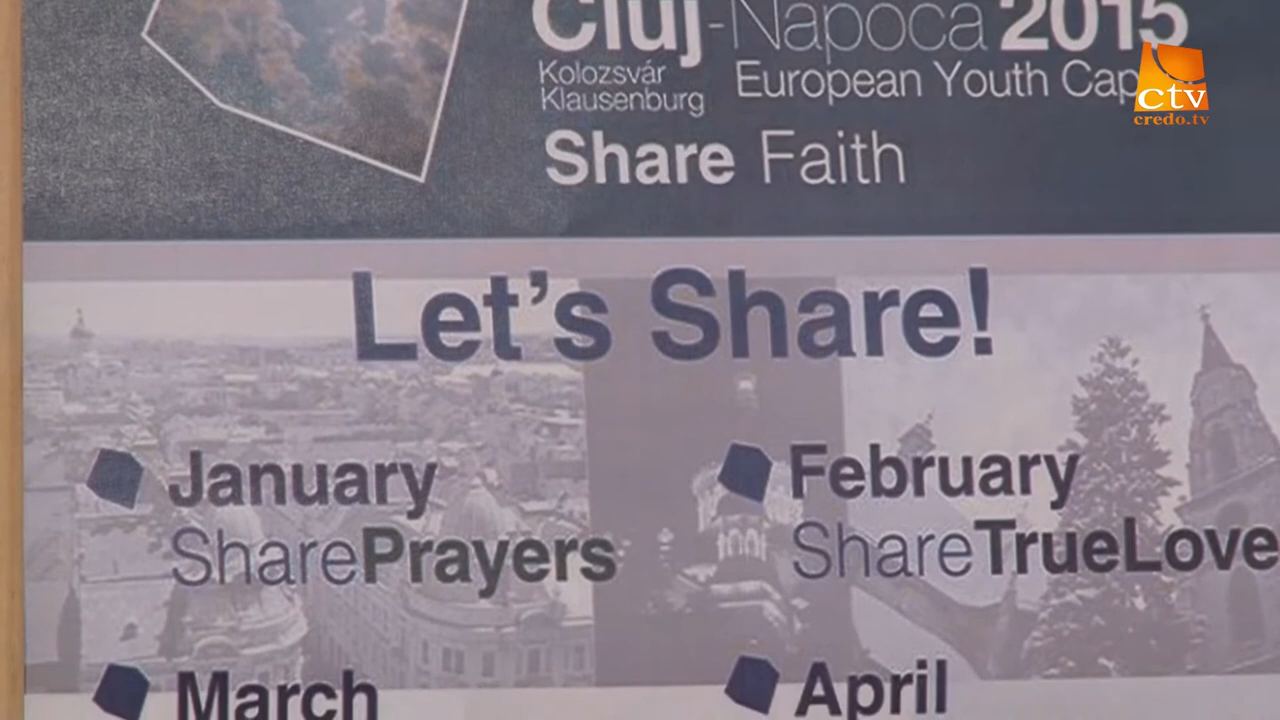 Cluj-Napoca 2015
Kolozsvár
Klausenburg
European Youth Cap
Share Faith
ctv
credo.tv
Let's Share!
January
SharePrayers
February
ShareTrueLove
March
April